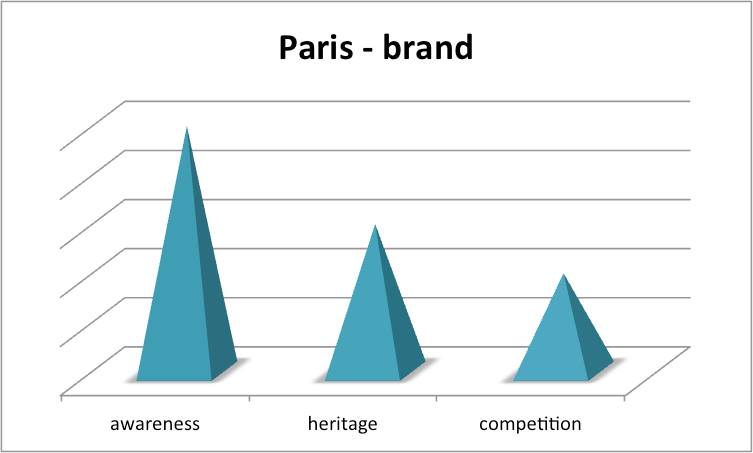 Paris - brand
awareness
heritage
competition